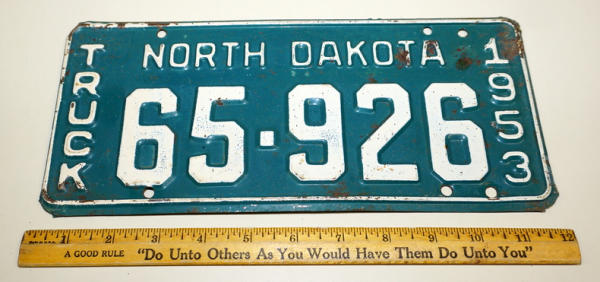 TRUCK
NORTH DAKOTA
1953
65·926
1 2 3 4 5 6 7 8 9 10 11 12
A GOOD RULE "Do Unto Others As You Would Have Them Do Unto You"